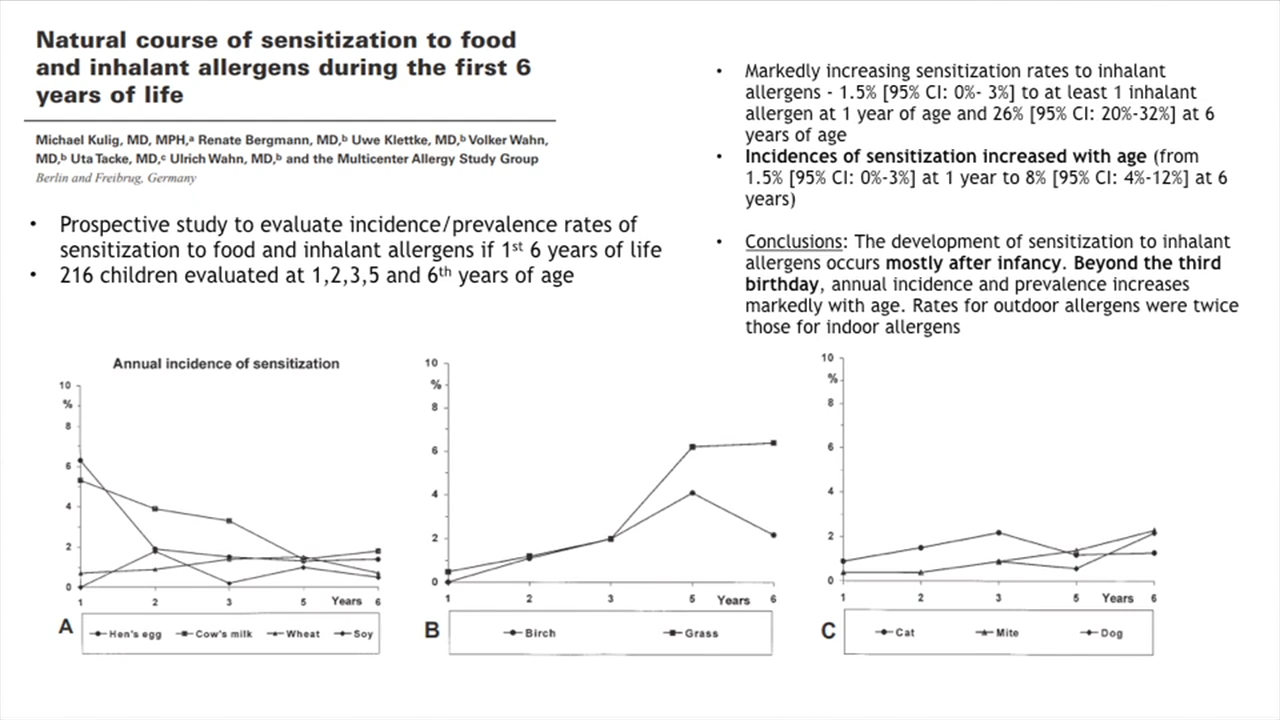 Natural course of sensitization to food
and inhalant allergens during the first 6
years of life
Michael Kulig, MD, MPH,ᵃ Renate Bergmann, MD,ᵇ Uwe Klettke, MD,ᵇ Volker Wahn,
MD,ᵇ Uta Tacke, MD,ᶜ Ulrich Wahn, MD,ᵇ and the Multicenter Allergy Study Group
Berlin and Freibrug, Germany
• Prospective study to evaluate incidence/prevalence rates of
sensitization to food and inhalant allergens if 1ˢᵗ 6 years of life
• 216 children evaluated at 1,2,3,5 and 6ᵗʰ years of age
• Markedly increasing sensitization rates to inhalant
allergens - 1.5% [95% CI: 0%- 3%] to at least 1 inhalant
allergen at 1 year of age and 26% [95% CI: 20%-32%] at 6
years of age
• Incidences of sensitization increased with age (from
1.5% [95% CI: 0%-3%] at 1 year to 8% [95% CI: 4%-12%] at 6
years)
• Conclusions: The development of sensitization to inhalant
allergens occurs mostly after infancy. Beyond the third
birthday, annual incidence and prevalence increases
markedly with age. Rates for outdoor allergens were twice
those for indoor allergens
Annual incidence of sensitization
10
%
8
6
4
2
0
1 2 3 5 Years 6
A
Hen's egg Cow's milk Wheat Soy
10
%
8
6
4
2
0
1 2 3 5 Years 6
B
Birch Grass
10
%
8
6
4
2
0
1 2 3 5 Years 6
C
Cat Mite Dog